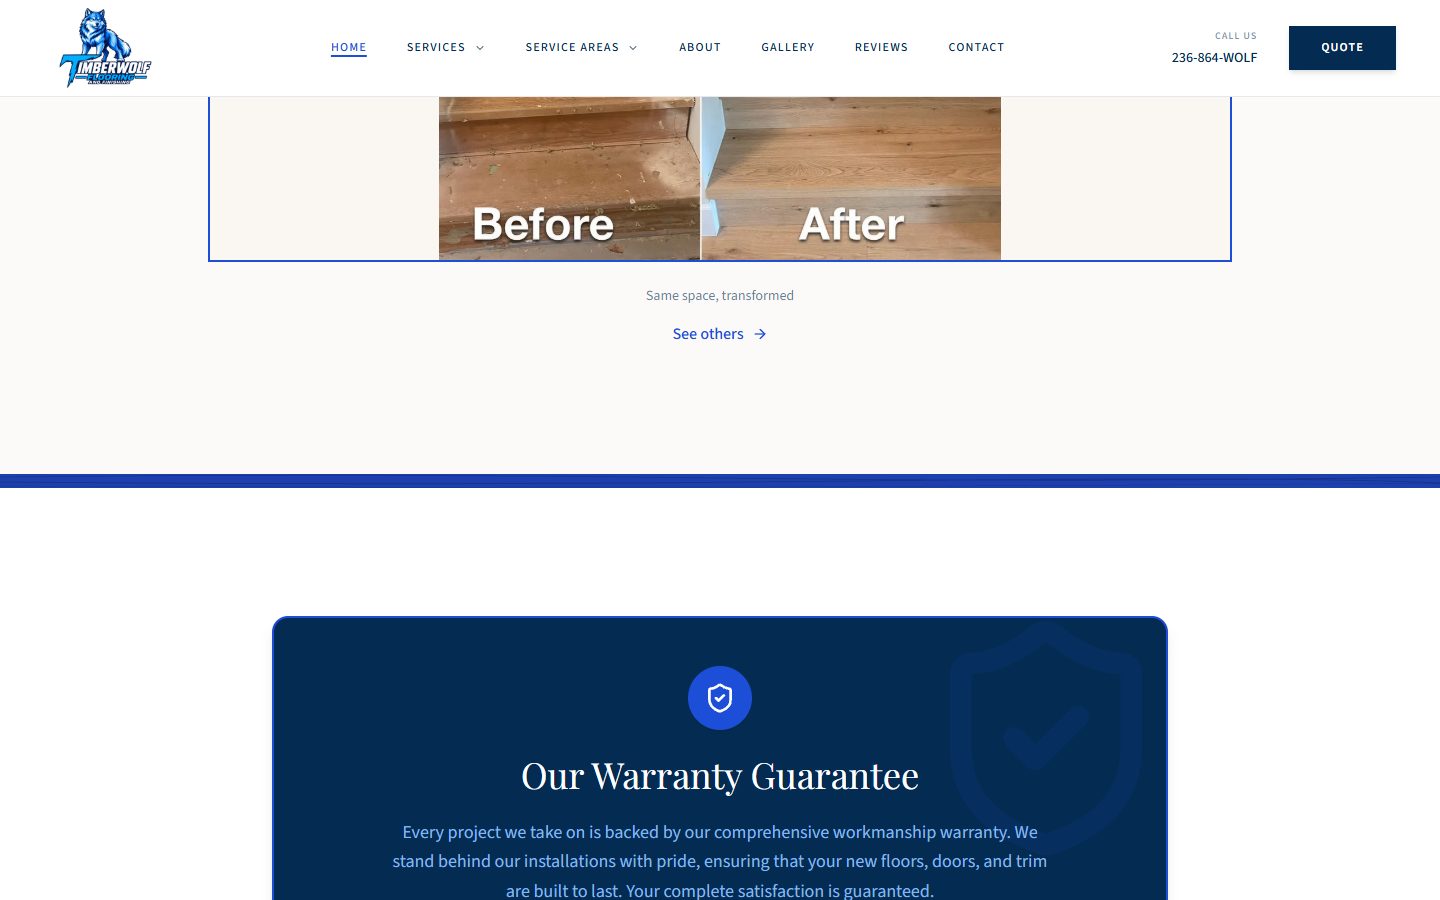 TIMBERWOLF
FLOORING
AND FINISHING
HOME
SERVICES
SERVICE AREAS
ABOUT
GALLERY
REVIEWS
CONTACT
CALL US
236-864-WOLF
QUOTE
Before
After
Same space, transformed
See others
Our Warranty Guarantee
Every project we take on is backed by our comprehensive workmanship warranty. We
stand behind our installations with pride, ensuring that your new floors, doors, and trim
are built to last. Your complete satisfaction is guaranteed.